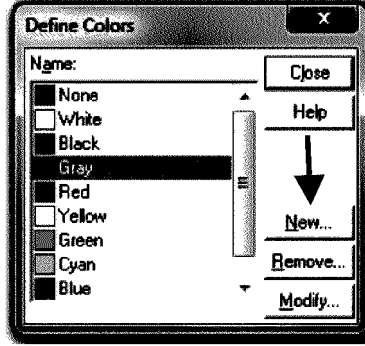 Define Colors
x
Name:
None
White
Black
Gray
Red
Yellow
Green
Cyan
Blue
Close
Help
New...
Remove...
Modify...